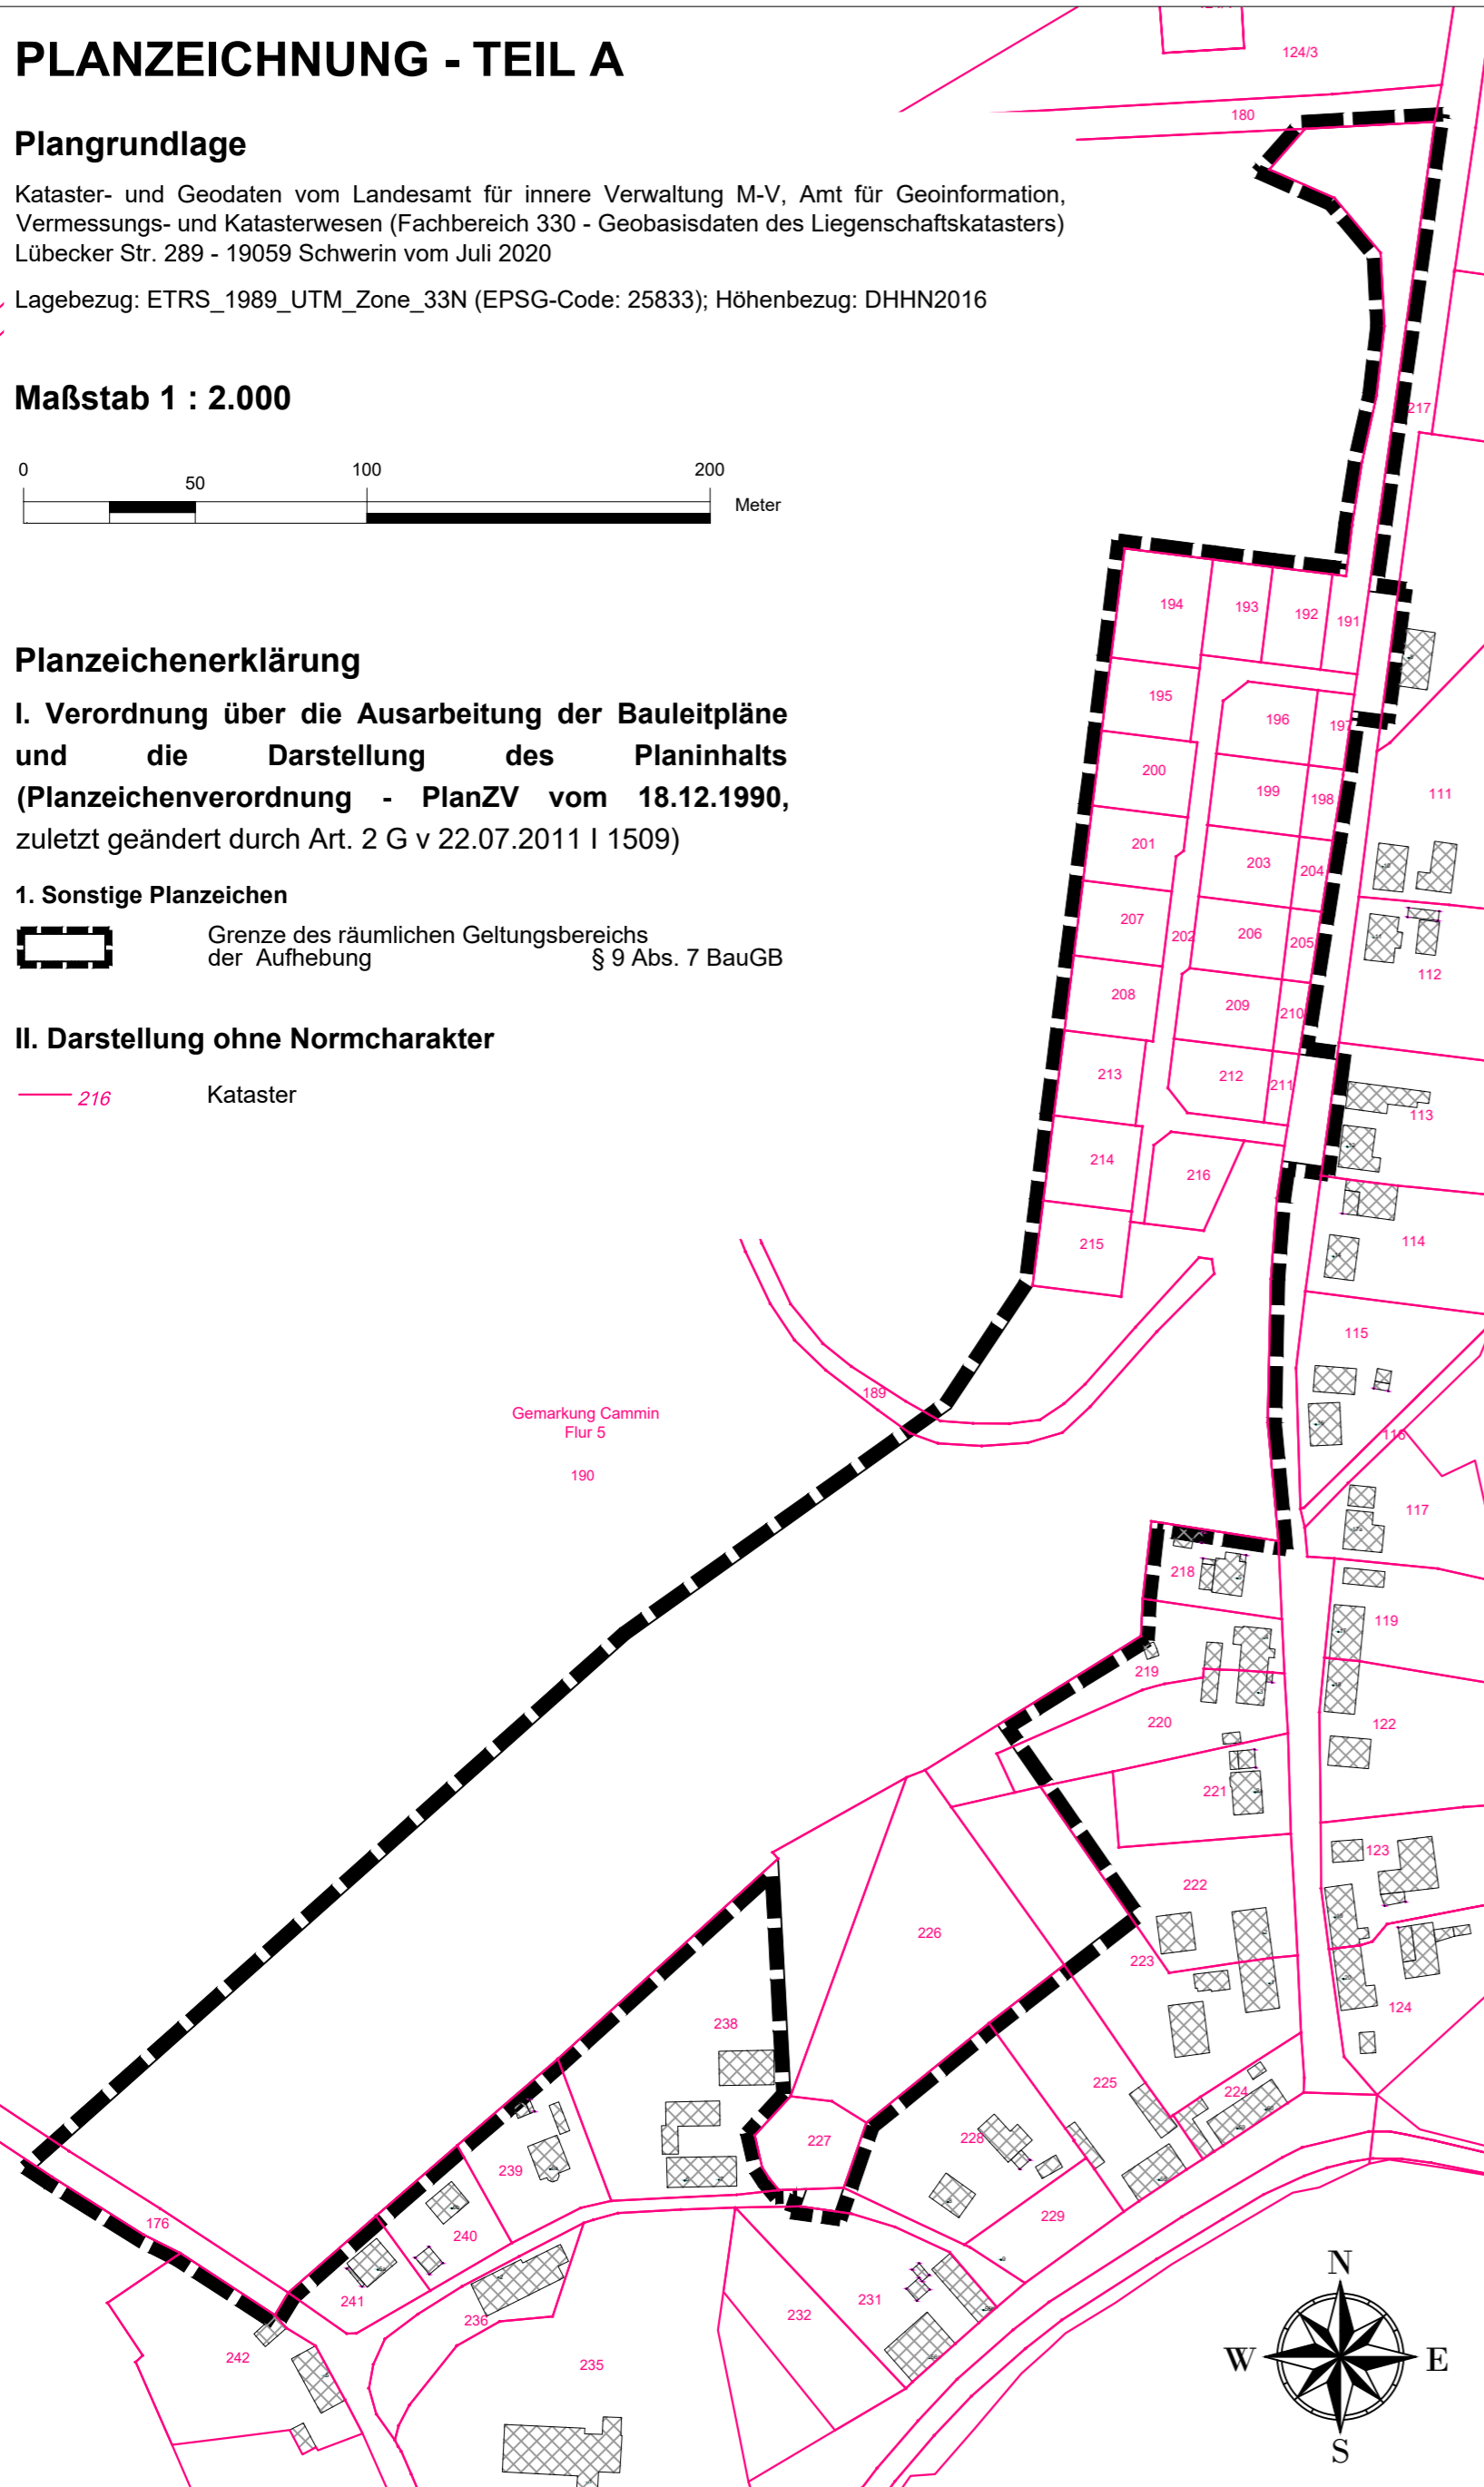 PLANZEICHNUNG - TEIL A
Plangrundlage
Kataster- und Geodaten vom Landesamt für innere Verwaltung M-V, Amt für Geoinformation,
Vermessungs- und Katasterwesen (Fachbereich 330 - Geobasisdaten des Liegenschaftskatasters)
Lübecker Str. 289 - 19059 Schwerin vom Juli 2020
Lagebezug: ETRS_1989_UTM_Zone_33N (EPSG-Code: 25833); Höhenbezug: DHHN2016
Maßstab 1 : 2.000
0
50
100
200
Meter
Planzeichenerklärung
I. Verordnung über die Ausarbeitung der Bauleitpläne
und die Darstellung des Planinhalts
(Planzeichenverordnung - PlanZV vom 18.12.1990,
zuletzt geändert durch Art. 2 G v 22.07.2011 I 1509)
1. Sonstige Planzeichen
Grenze des räumlichen Geltungsbereichs
der Aufhebung § 9 Abs. 7 BauGB
II. Darstellung ohne Normcharakter
216 Kataster
124/3
180
217
194
193
192
191
195
196
197
200
199
198
111
201
203
204
207
202
206
205
112
208
209
210
213
212
211
113
214
216
114
215
115
189
Gemarkung Cammin
Flur 5
190
116
117
218
119
219
220
122
221
123
222
226
223
124
238
225
224
227
228
239
229
176
240
241
231
232
236
242
235
N
W
E
S